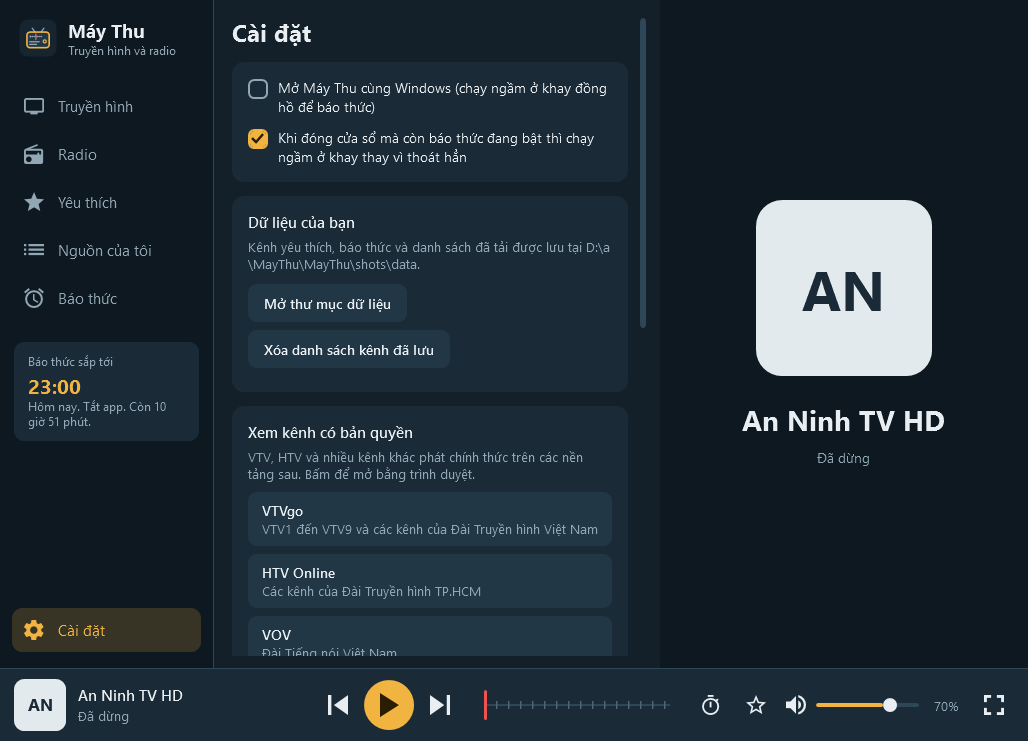 Máy Thu
Truyền hình và radio
Truyền hình
Radio
Yêu thích
Nguồn của tôi
Báo thức
Báo thức sắp tới
23:00
Hôm nay. Tắt app. Còn 10
giờ 51 phút.
Cài đặt
Cài đặt
Mở Máy Thu cùng Windows (chạy ngầm ở khay đồng
hồ để báo thức)
Khi đóng cửa sổ mà còn báo thức đang bật thì chạy
ngầm ở khay thay vì thoát hẳn
Dữ liệu của bạn
Kênh yêu thích, báo thức và danh sách đã tải được lưu tại D:\a
\MayThu\MayThu\shots\data.
Mở thư mục dữ liệu
Xóa danh sách kênh đã lưu
Xem kênh có bản quyền
VTV, HTV và nhiều kênh khác phát chính thức trên các nền
tảng sau. Bấm để mở bằng trình duyệt.
VTVgo
VTV1 đến VTV9 và các kênh của Đài Truyền hình Việt Nam
HTV Online
Các kênh của Đài Truyền hình TP.HCM
VOV
Đài Tiếng nói Việt Nam
AN
An Ninh TV HD
Đã dừng
AN
An Ninh TV HD
Đã dừng
70%